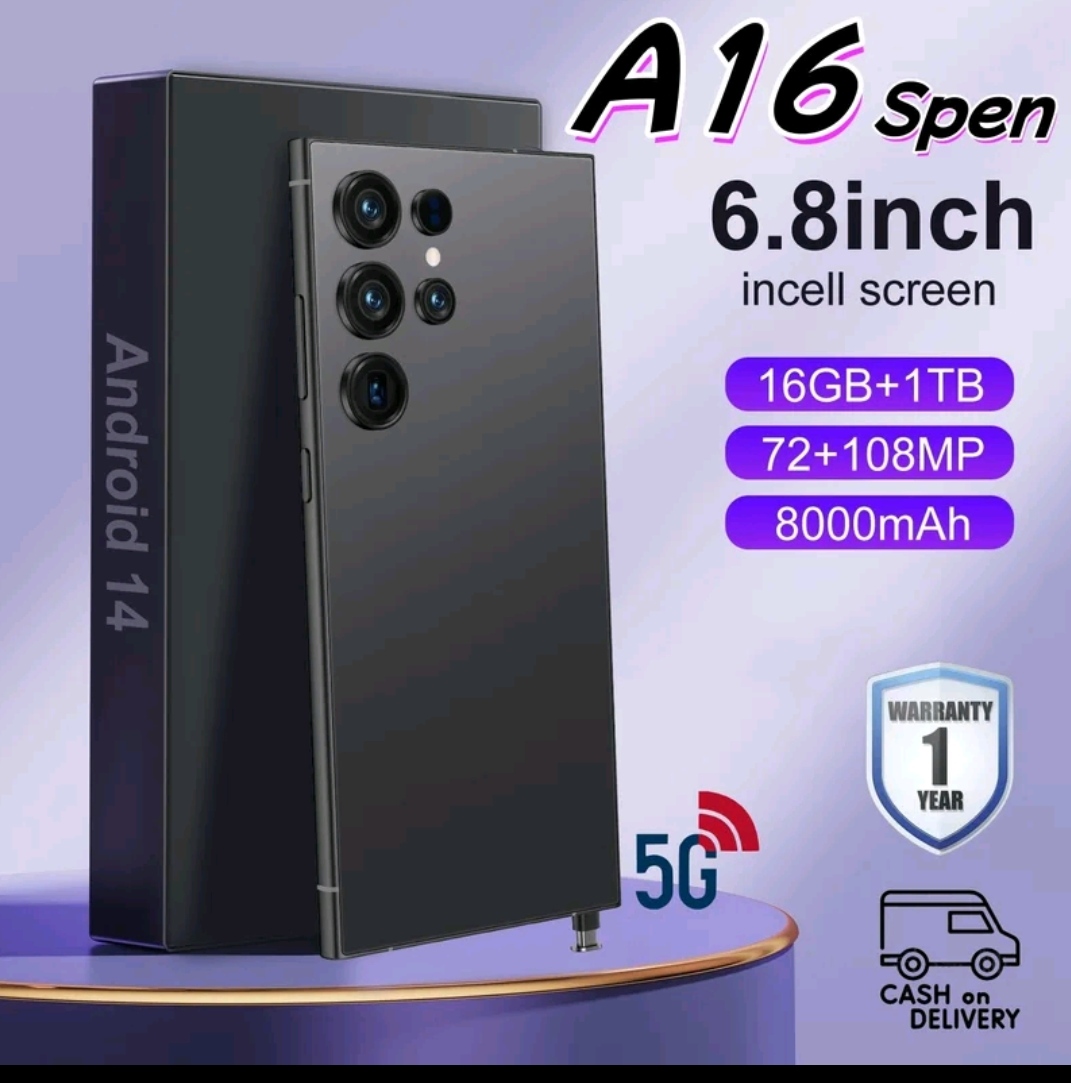 A16 Spen
6.8inch
incell screen
16GB+1TB
72+108MP
8000mAh
Android 14
WARRANTY
1
YEAR
5G
CASH on
DELIVERY